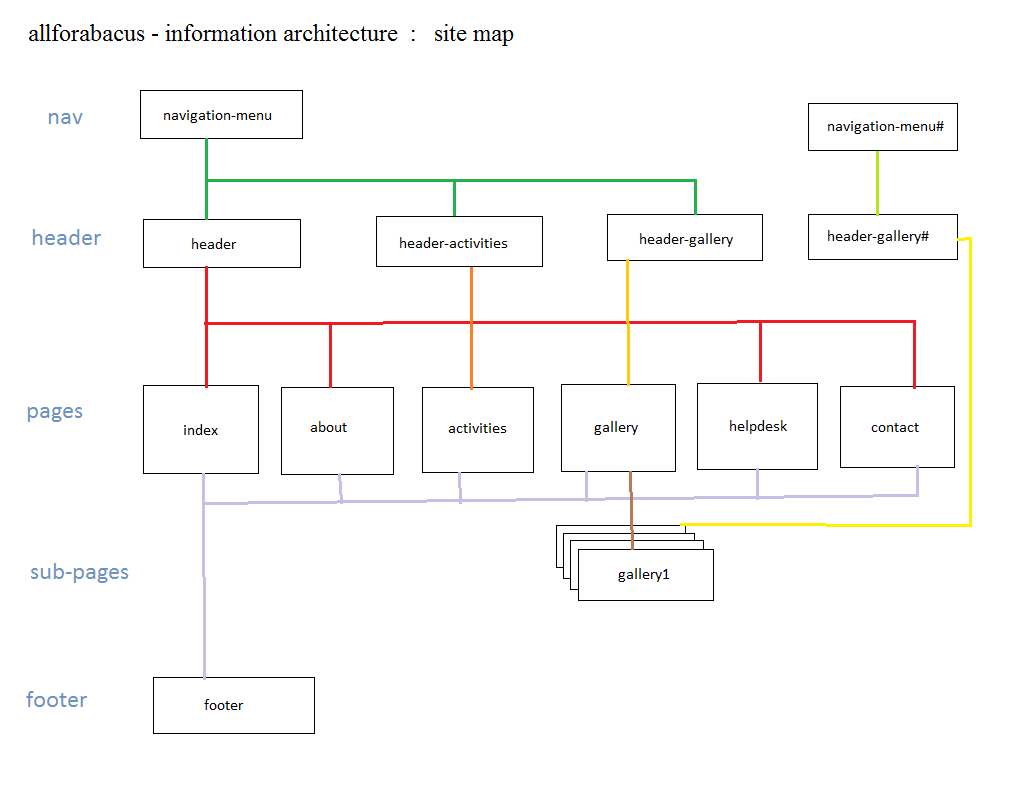 allforabacus - information architecture  :   site map
nav
navigation-menu
navigation-menu#
header
header
header-activities
header-gallery
header-gallery#
pages
index
about
activities
gallery
helpdesk
contact
sub-pages
gallery1
footer
footer